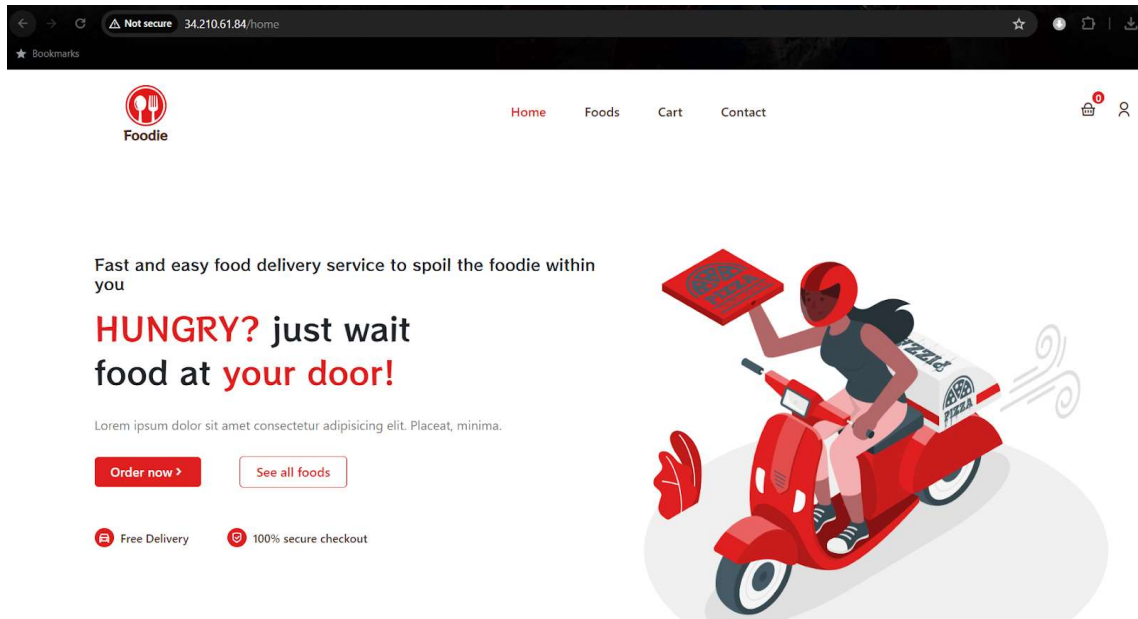 Not secure 34.210.61.84/home
Bookmarks
Foodie
Home Foods Cart Contact
0
Fast and easy food delivery service to spoil the foodie within
you
HUNGRY? just wait
food at your door!
Lorem ipsum dolor sit amet consectetur adipisicing elit. Placeat, minima.
Order now > See all foods
Free Delivery 100% secure checkout
PIZZA
PIZZA
PIZZA